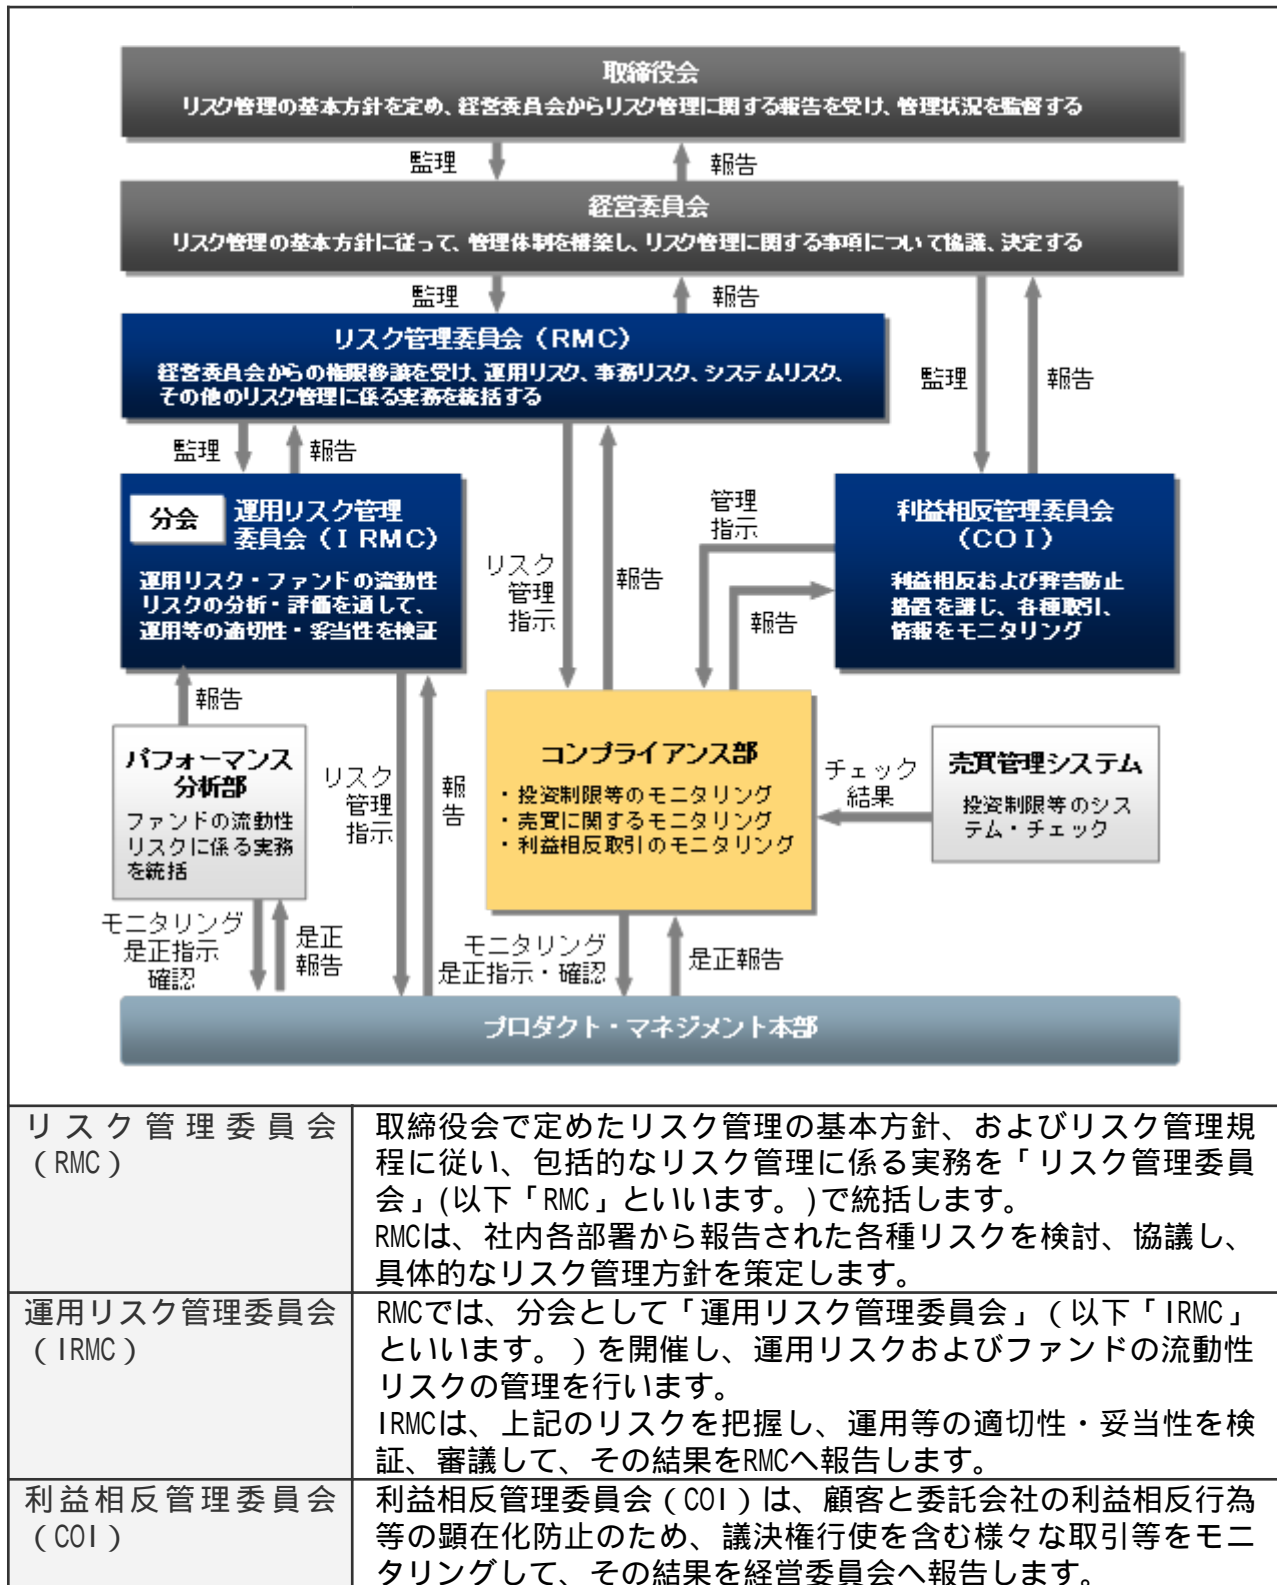 取締役会
リスク管理の基本方針を定め、経営委員会からリスク管理に関する報告を受け、管理状況を監督する
監理
報告
経営委員会
リスク管理の基本方針に従って、管理体制を構築し、リスク管理に関する事項について協議、決定する
監理
報告
リスク管理委員会（RMC）
経営委員会からの権限移譲を受け、運用リスク、事務リスク、システムリスク、
その他のリスク管理に係る実務を統括する
監理
報告
監理
報告
分会
運用リスク管理
委員会（IRMC）
運用リスク・ファンドの流動性
リスクの分析・評価を通して、
運用等の適切性・妥当性を検証
リスク
管理
指示
報告
管理
指示
報告
利益相反管理委員会
（COI）
利益相反および弊害防止
措置を講じ、各種取引、
情報をモニタリング
報告
パフォーマンス
分析部
ファンドの流動性
リスクに係る実務
を統括
リスク
管理
指示
報
告
コンプライアンス部
・投資制限等のモニタリング
・売買に関するモニタリング
・利益相反取引のモニタリング
チェック
結果
売買管理システム
投資制限等のシス
テム・チェック
モニタリング
是正指示
確認
是正
報告
モニタリング
是正指示・確認
是正報告
プロダクト・マネジメント本部
リスク管理委員会
（RMC）
取締役会で定めたリスク管理の基本方針、およびリスク管理規
程に従い、包括的なリスク管理に係る実務を「リスク管理委員
会」(以下「RMC」といいます。)で統括します。
RMCは、社内各部署から報告された各種リスクを検討、協議し、
具体的なリスク管理方針を策定します。
運用リスク管理委員会
（IRMC）
RMCでは、分会として「運用リスク管理委員会」（以下「IRMC」
といいます。）を開催し、運用リスクおよびファンドの流動性
リスクの管理を行います。
IRMCは、上記のリスクを把握し、運用等の適切性・妥当性を検
証、審議して、その結果をRMCへ報告します。
利益相反管理委員会
（COI）
利益相反管理委員会（COI）は、顧客と委託会社の利益相反行為
等の顕在化防止のため、議決権行使を含む様々な取引等をモニ
タリングして、その結果を経営委員会へ報告します。